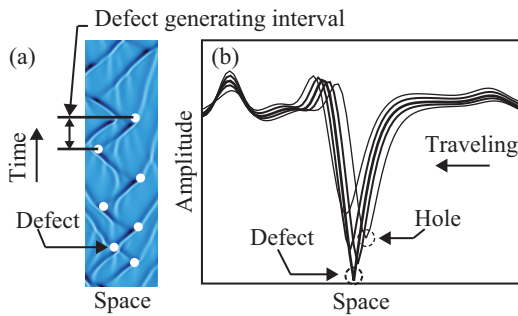 Defect generating interval
(a)
(b)
Time
Amplitude
Traveling
Defect
Defect
Hole
Space
Space